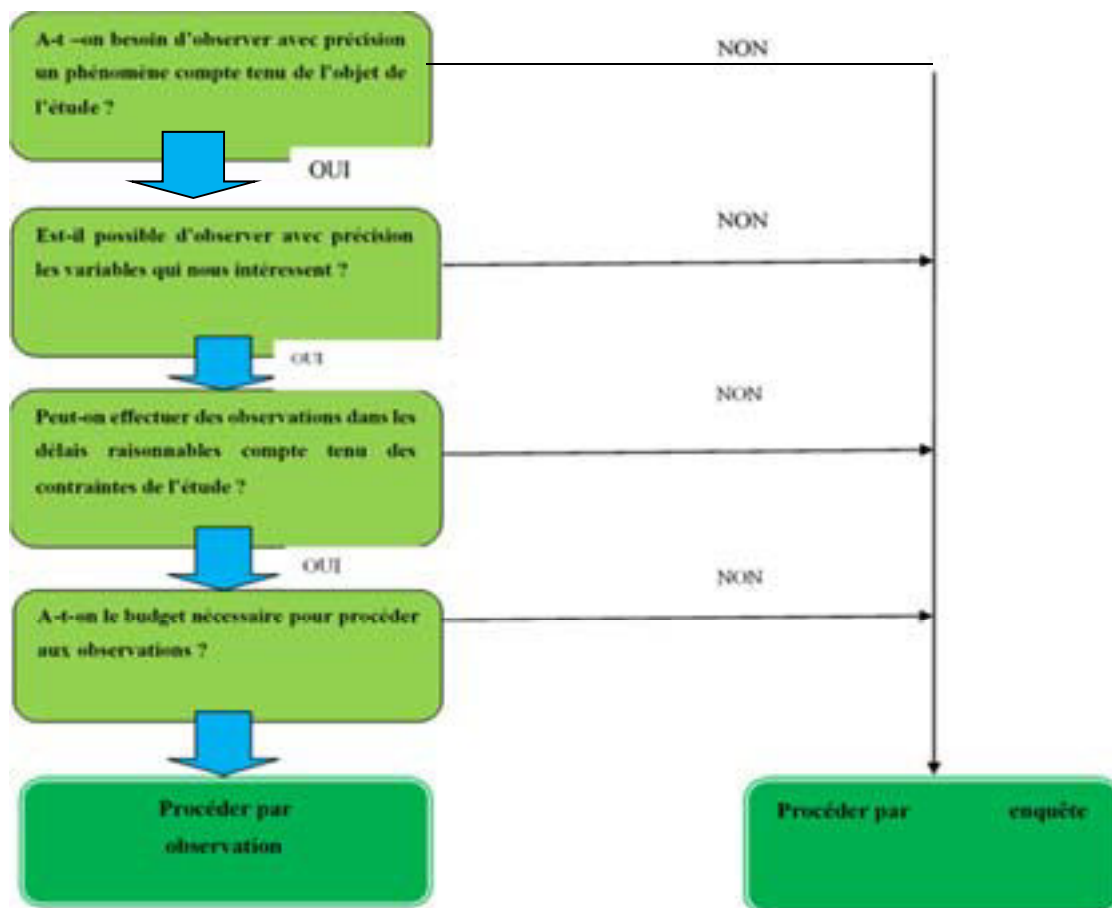 A-t –on besoin d'observer avec précision
un phénomène compte tenu de l'objet de
l'étude ?
NON
OUI
Est-il possible d'observer avec précision
les variables qui nous intéressent ?
NON
OUI
Peut-on effectuer des observations dans les
délais raisonnables compte tenu des
contraintes de l'étude ?
NON
OUI
A-t-on le budget nécessaire pour procéder
aux observations ?
NON
Procéder par
observation
Procéder par enquête